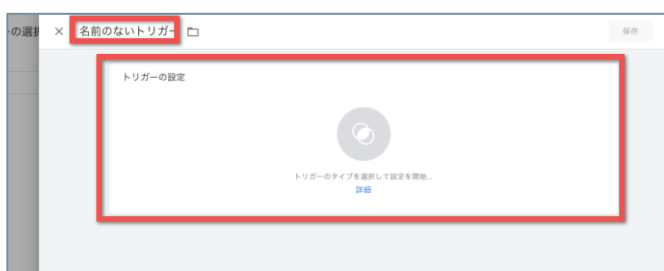 ーの選択
名前のないトリガー
保存
トリガーの設定
トリガーのタイプを選択して設定を開始...
詳細